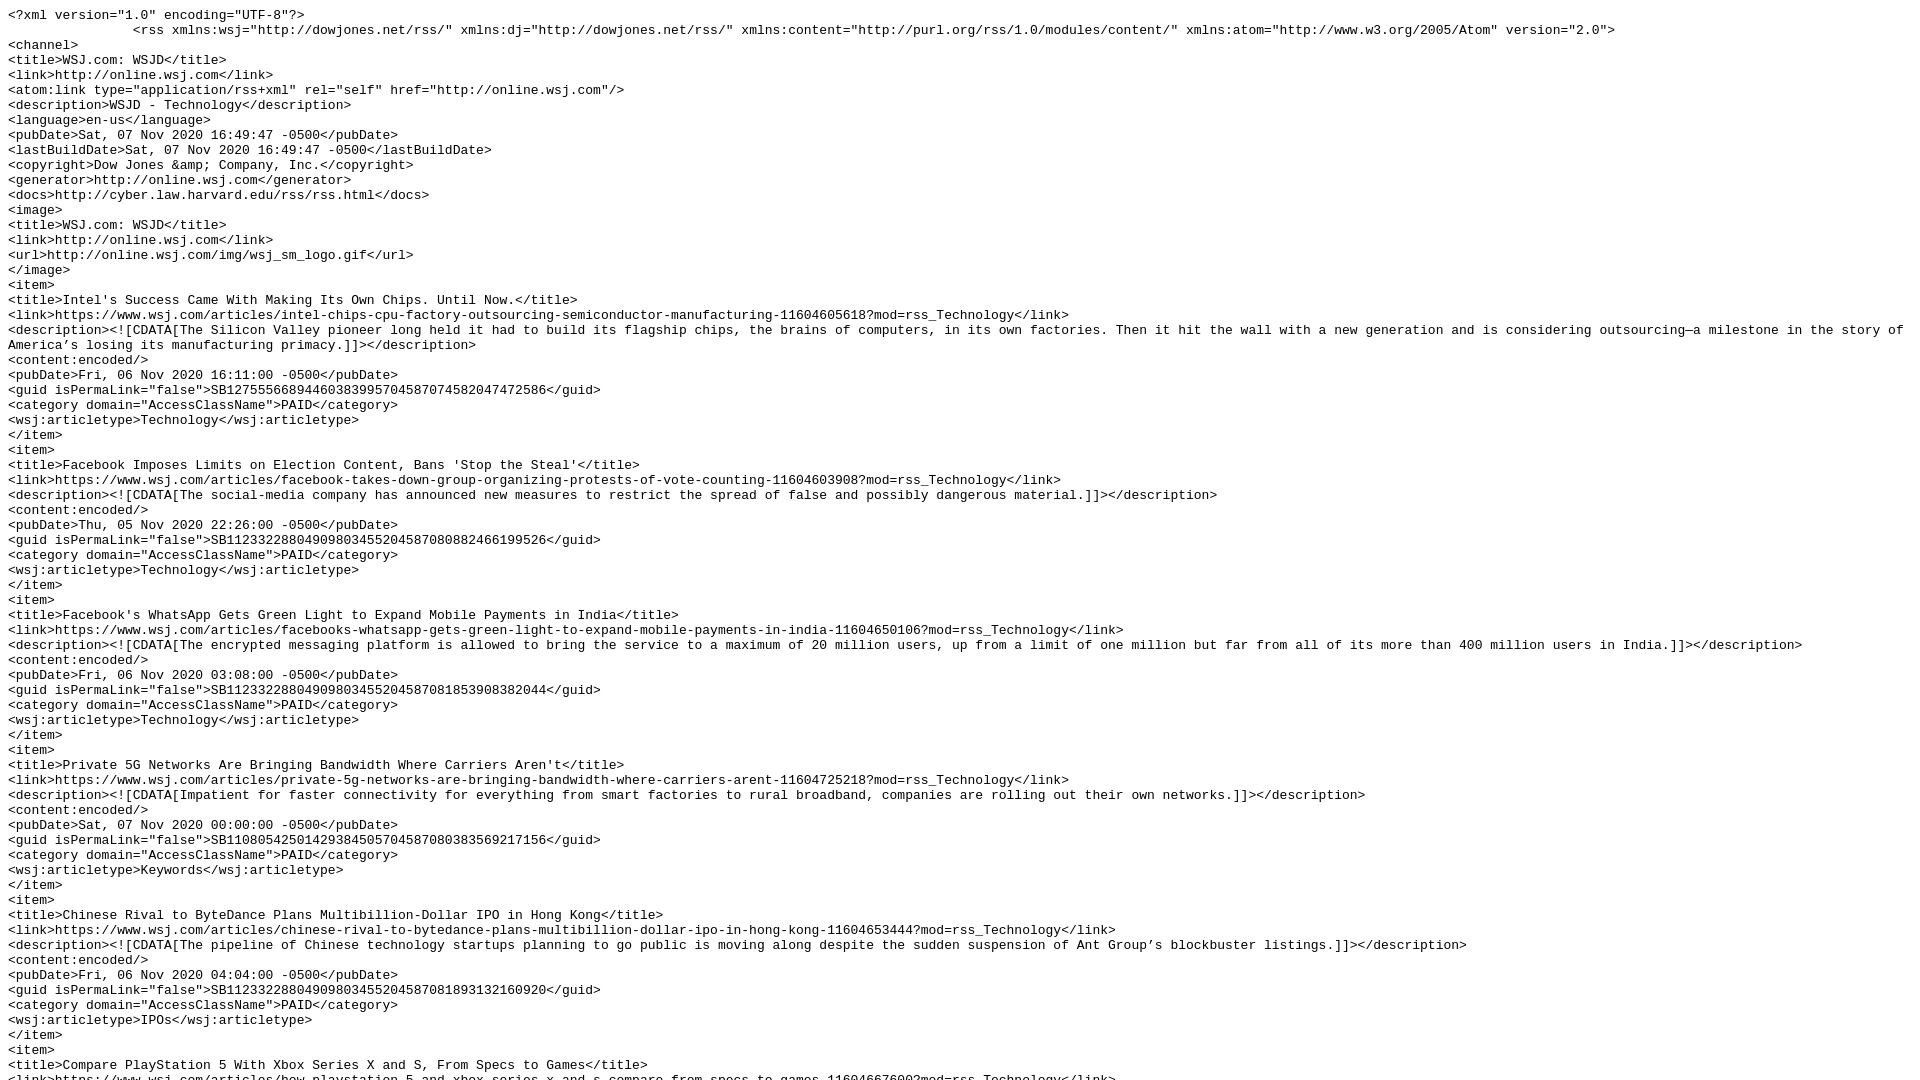 <?xml version="1.0" encoding="UTF-8"?>
<rss xmlns:wsj="http://dowjones.net/rss/" xmlns:dj="http://dowjones.net/rss/" xmlns:content="http://purl.org/rss/1.0/modules/content/" xmlns:atom="http://www.w3.org/2005/Atom" version="2.0">
<channel>
<title>WSJ.com: WSJD</title>
<link>http://online.wsj.com</link>
<atom:link type="application/rss+xml" rel="self" href="http://online.wsj.com"/>
<description>WSJD - Technology</description>
<language>en-us</language>
<pubDate>Sat, 07 Nov 2020 16:49:47 -0500</pubDate>
<lastBuildDate>Sat, 07 Nov 2020 16:49:47 -0500</lastBuildDate>
<copyright>Dow Jones &amp; Company, Inc.</copyright>
<generator>http://online.wsj.com</generator>
<docs>http://cyber.law.harvard.edu/rss/rss.html</docs>
<image>
<title>WSJ.com: WSJD</title>
<link>http://online.wsj.com</link>
<url>http://online.wsj.com/img/wsj_sm_logo.gif</url>
</image>
<item>
<title>Intel's Success Came With Making Its Own Chips. Until Now.</title>
<link>https://www.wsj.com/articles/intel-chips-cpu-factory-outsourcing-semiconductor-manufacturing-11604605618?mod=rss_Technology</link>
<description><![CDATA[The Silicon Valley pioneer long held it had to build its flagship chips, the brains of computers, in its own factories. Then it hit the wall with a new generation and is considering outsourcing—a milestone in the story of
America’s losing its manufacturing primacy.]]></description>
<content:encoded/>
<pubDate>Fri, 06 Nov 2020 16:11:00 -0500</pubDate>
<guid isPermaLink="false">SB12755566894460383995704587074582047472586</guid>
<category domain="AccessClassName">PAID</category>
<wsj:articletype>Technology</wsj:articletype>
</item>
<item>
<title>Facebook Imposes Limits on Election Content, Bans 'Stop the Steal'</title>
<link>https://www.wsj.com/articles/facebook-takes-down-group-organizing-protests-of-vote-counting-11604603908?mod=rss_Technology</link>
<description><![CDATA[The social-media company has announced new measures to restrict the spread of false and possibly dangerous material.]]></description>
<content:encoded/>
<pubDate>Thu, 05 Nov 2020 22:26:00 -0500</pubDate>
<guid isPermaLink="false">SB11233228804909803455204587080882466199526</guid>
<category domain="AccessClassName">PAID</category>
<wsj:articletype>Technology</wsj:articletype>
</item>
<item>
<title>Facebook's WhatsApp Gets Green Light to Expand Mobile Payments in India</title>
<link>https://www.wsj.com/articles/facebooks-whatsapp-gets-green-light-to-expand-mobile-payments-in-india-11604650106?mod=rss_Technology</link>
<description><![CDATA[The encrypted messaging platform is allowed to bring the service to a maximum of 20 million users, up from a limit of one million but far from all of its more than 400 million users in India.]]></description>
<content:encoded/>
<pubDate>Fri, 06 Nov 2020 03:08:00 -0500</pubDate>
<guid isPermaLink="false">SB11233228804909803455204587081853908382044</guid>
<category domain="AccessClassName">PAID</category>
<wsj:articletype>Technology</wsj:articletype>
</item>
<item>
<title>Private 5G Networks Are Bringing Bandwidth Where Carriers Aren't</title>
<link>https://www.wsj.com/articles/private-5g-networks-are-bringing-bandwidth-where-carriers-arent-11604725218?mod=rss_Technology</link>
<description><![CDATA[Impatient for faster connectivity for everything from smart factories to rural broadband, companies are rolling out their own networks.]]></description>
<content:encoded/>
<pubDate>Sat, 07 Nov 2020 00:00:00 -0500</pubDate>
<guid isPermaLink="false">SB11080542501429384505704587080383569217156</guid>
<category domain="AccessClassName">PAID</category>
<wsj:articletype>Keywords</wsj:articletype>
</item>
<item>
<title>Chinese Rival to ByteDance Plans Multibillion-Dollar IPO in Hong Kong</title>
<link>https://www.wsj.com/articles/chinese-rival-to-bytedance-plans-multibillion-dollar-ipo-in-hong-kong-11604653444?mod=rss_Technology</link>
<description><![CDATA[The pipeline of Chinese technology startups planning to go public is moving along despite the sudden suspension of Ant Group’s blockbuster listings.]]></description>
<content:encoded/>
<pubDate>Fri, 06 Nov 2020 04:04:00 -0500</pubDate>
<guid isPermaLink="false">SB11233228804909803455204587081893132160920</guid>
<category domain="AccessClassName">PAID</category>
<wsj:articletype>IPOs</wsj:articletype>
</item>
<item>
<title>Compare PlayStation 5 With Xbox Series X and S, From Specs to Games</title>
<link>https://www.wsj.com/articles/how-playstation-5-and-xbox-series-x-and-s-compare-from-specs-to-games-11604667600?mod=rss_Technology</link>